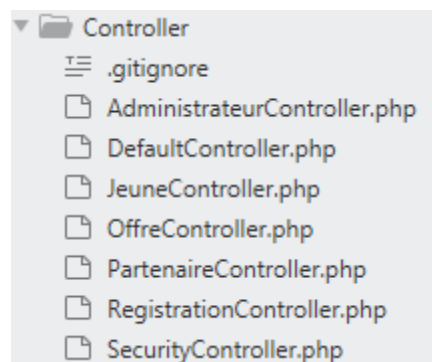 Controller
.gitignore
AdministrateurController.php
DefaultController.php
JeuneController.php
OffreController.php
PartenaireController.php
RegistrationController.php
SecurityController.php